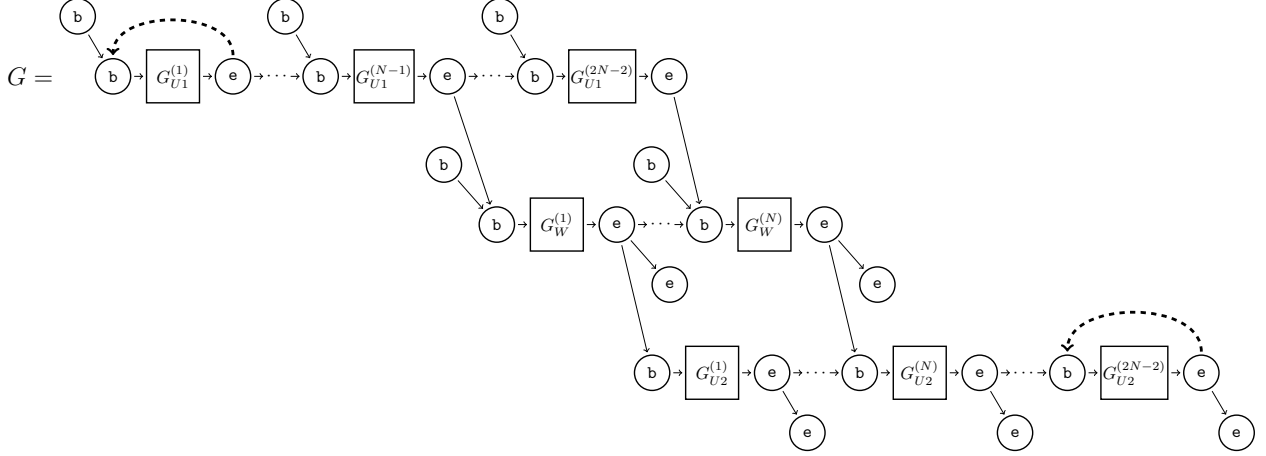 b b b
G = b G_{U1}^{(1)} e ··· b G_{U1}^{(N−1)} e ··· b G_{U1}^{(2N−2)} e
b b
b G_W^{(1)} e ··· b G_W^{(N)} e
e e
b G_{U2}^{(1)} e ··· b G_{U2}^{(N)} e ··· b G_{U2}^{(2N−2)} e
e e e